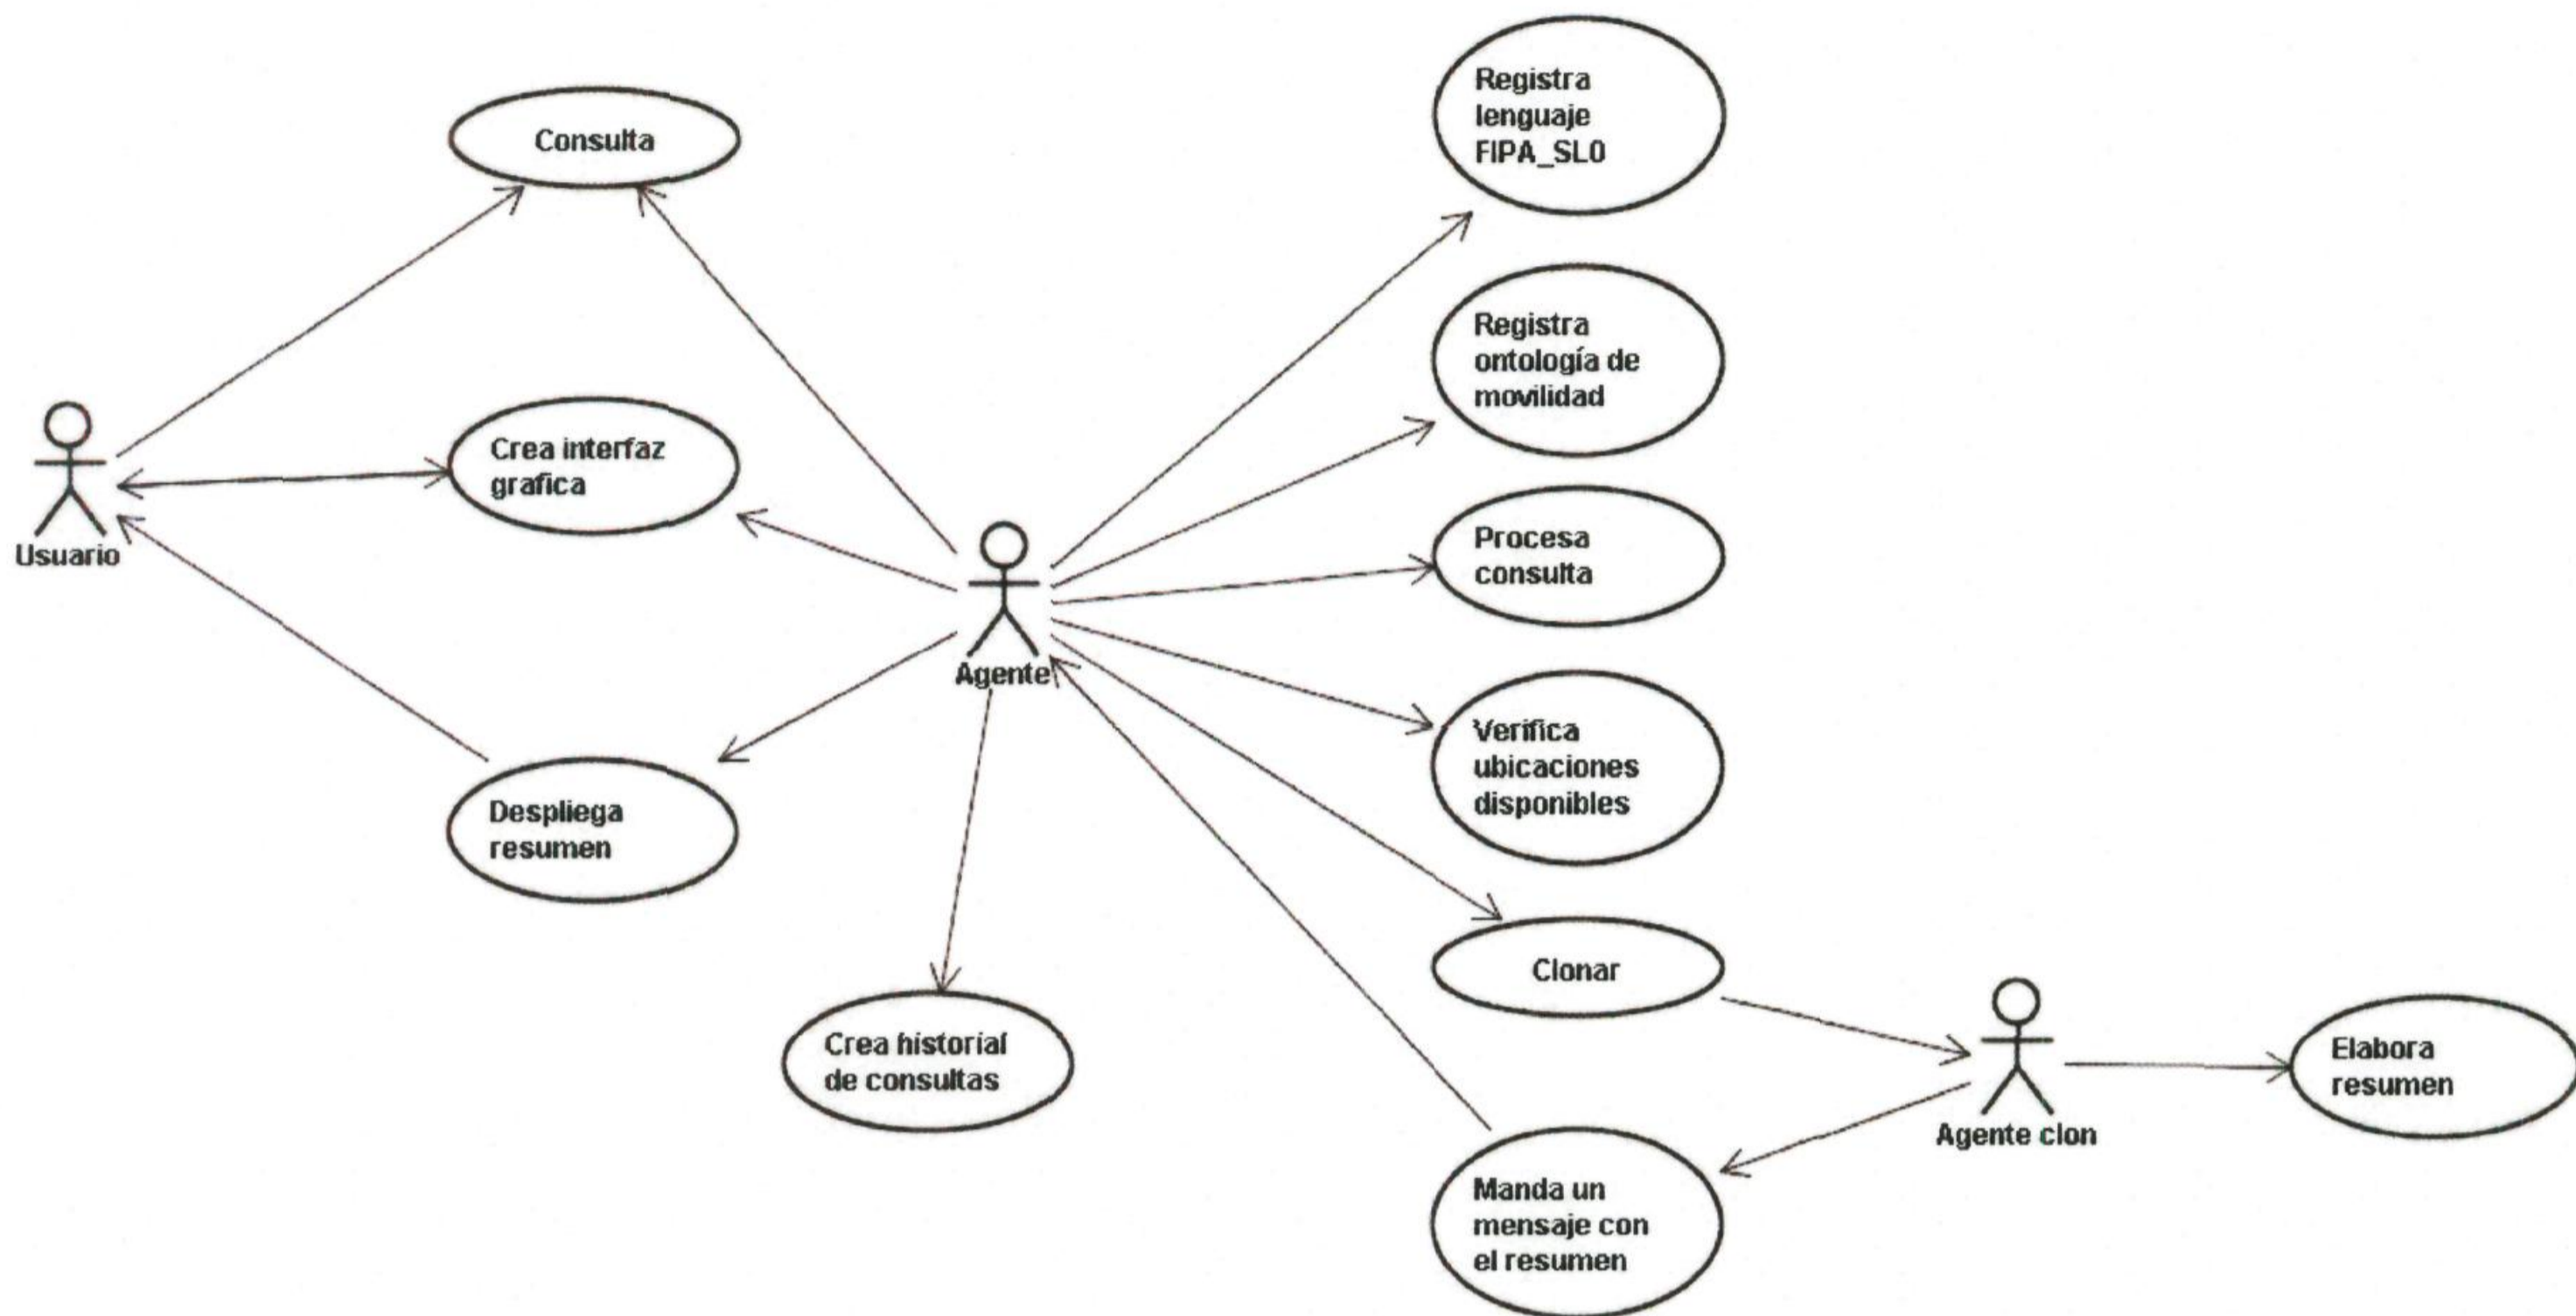 Consulta
Crea interfaz
grafica
Usuario
Despliega
resumen
Agente
Crea historial
de consultas
Registra
lenguaje
FIPA_SL0
Registra
ontología de
movilidad
Procesa
consulta
Verifica
ubicaciones
disponibles
Clonar
Manda un
mensaje con
el resumen
Agente clon
Elabora
resumen